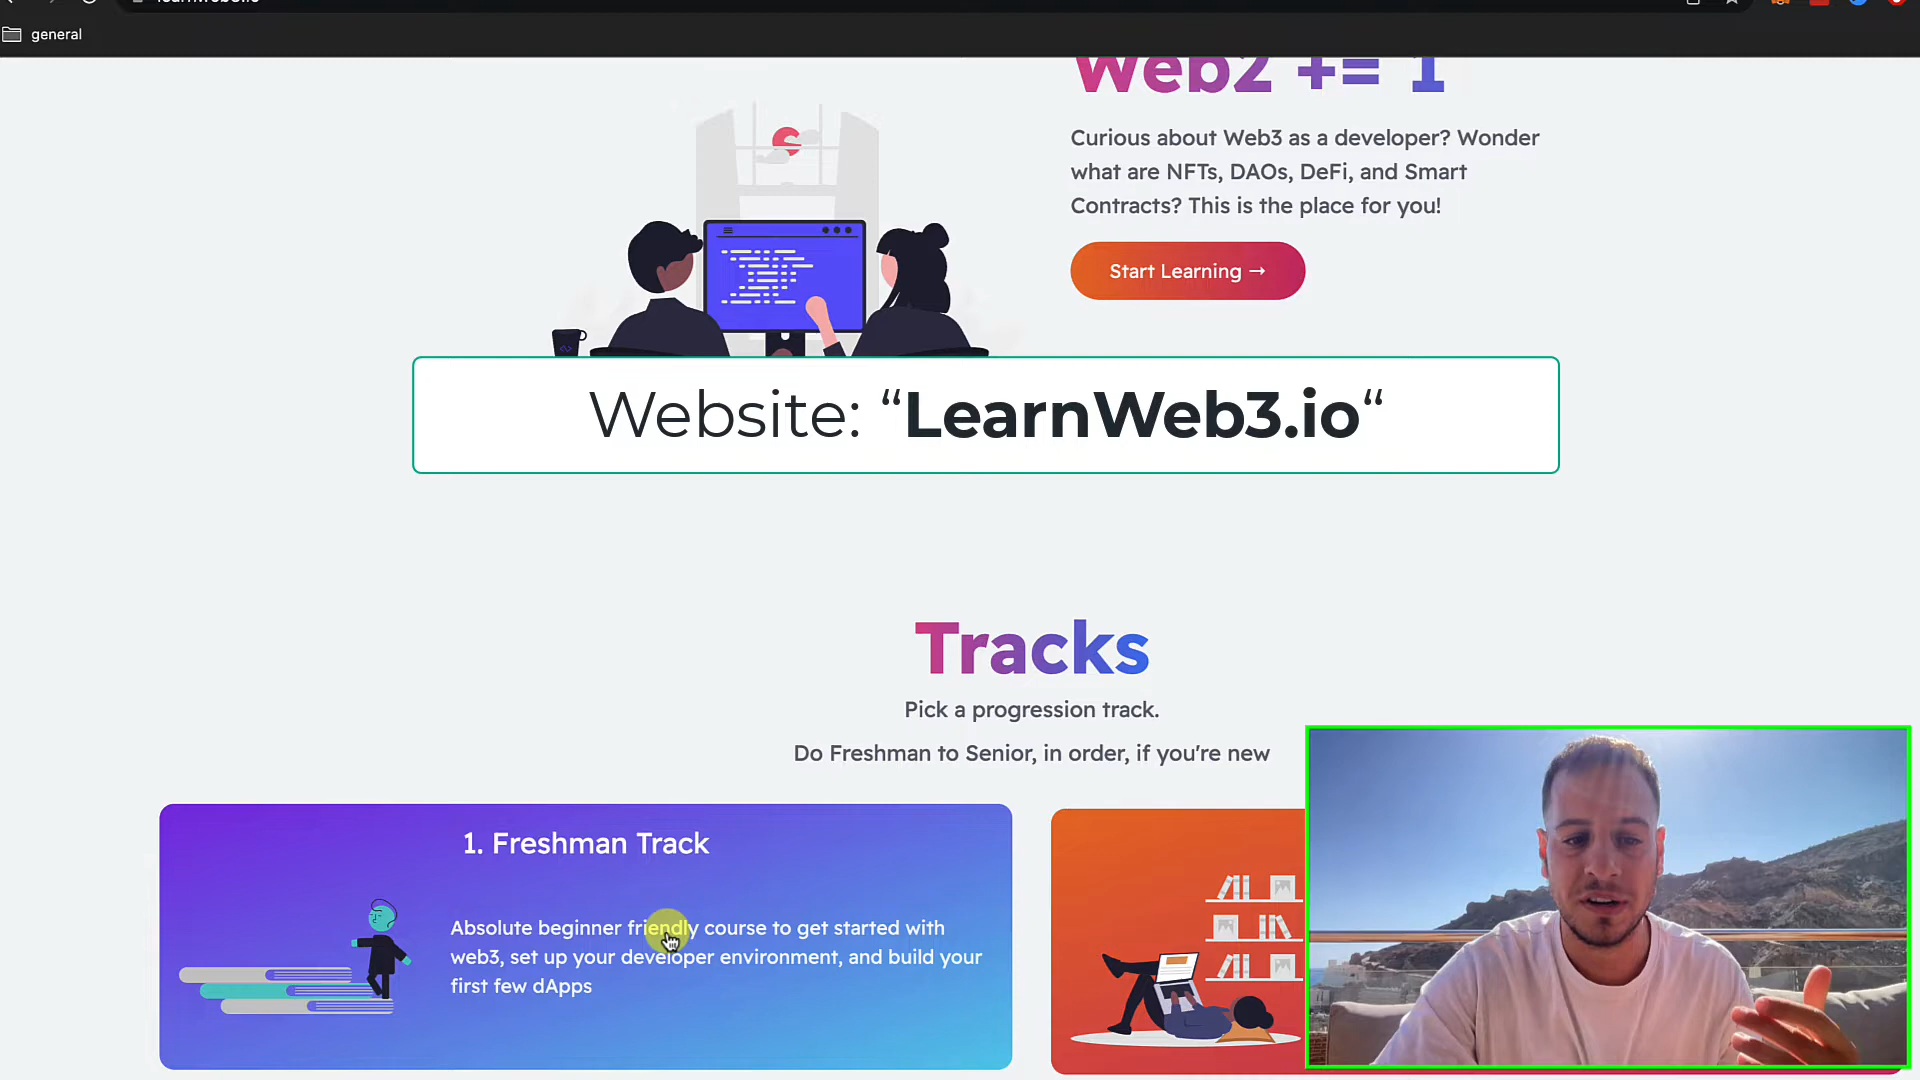 general
Web2 += 1
Curious about Web3 as a developer? Wonder
what are NFTs, DAOs, DeFi, and Smart
Contracts? This is the place for you!
Start Learning →
Website: “LearnWeb3.io“
Tracks
Pick a progression track.
Do Freshman to Senior, in order, if you're new
1. Freshman Track
Absolute beginner friendly course to get started with
web3, set up your developer environment, and build your
first few dApps